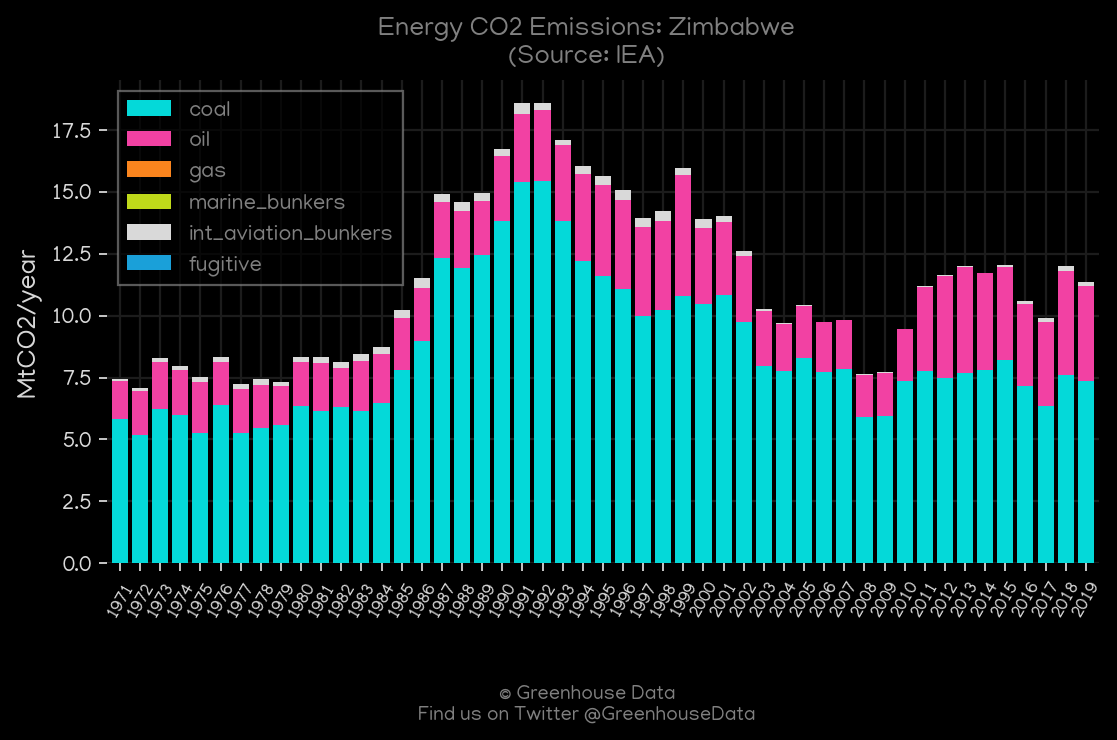 Energy CO2 Emissions: Zimbabwe
(Source: IEA)
coal
oil
gas
marine_bunkers
int_aviation_bunkers
fugitive
MtCO2/year
17.5
15.0
12.5
10.0
7.5
5.0
2.5
0.0
1971 1972 1973 1974 1975 1976 1977 1978 1979 1980 1981 1982 1983 1984 1985 1986 1987 1988 1989 1990 1991 1992 1993 1994 1995 1996 1997 1998 1999 2000 2001 2002 2003 2004 2005 2006 2007 2008 2009 2010 2011 2012 2013 2014 2015 2016 2017 2018 2019
© Greenhouse Data
Find us on Twitter @GreenhouseData